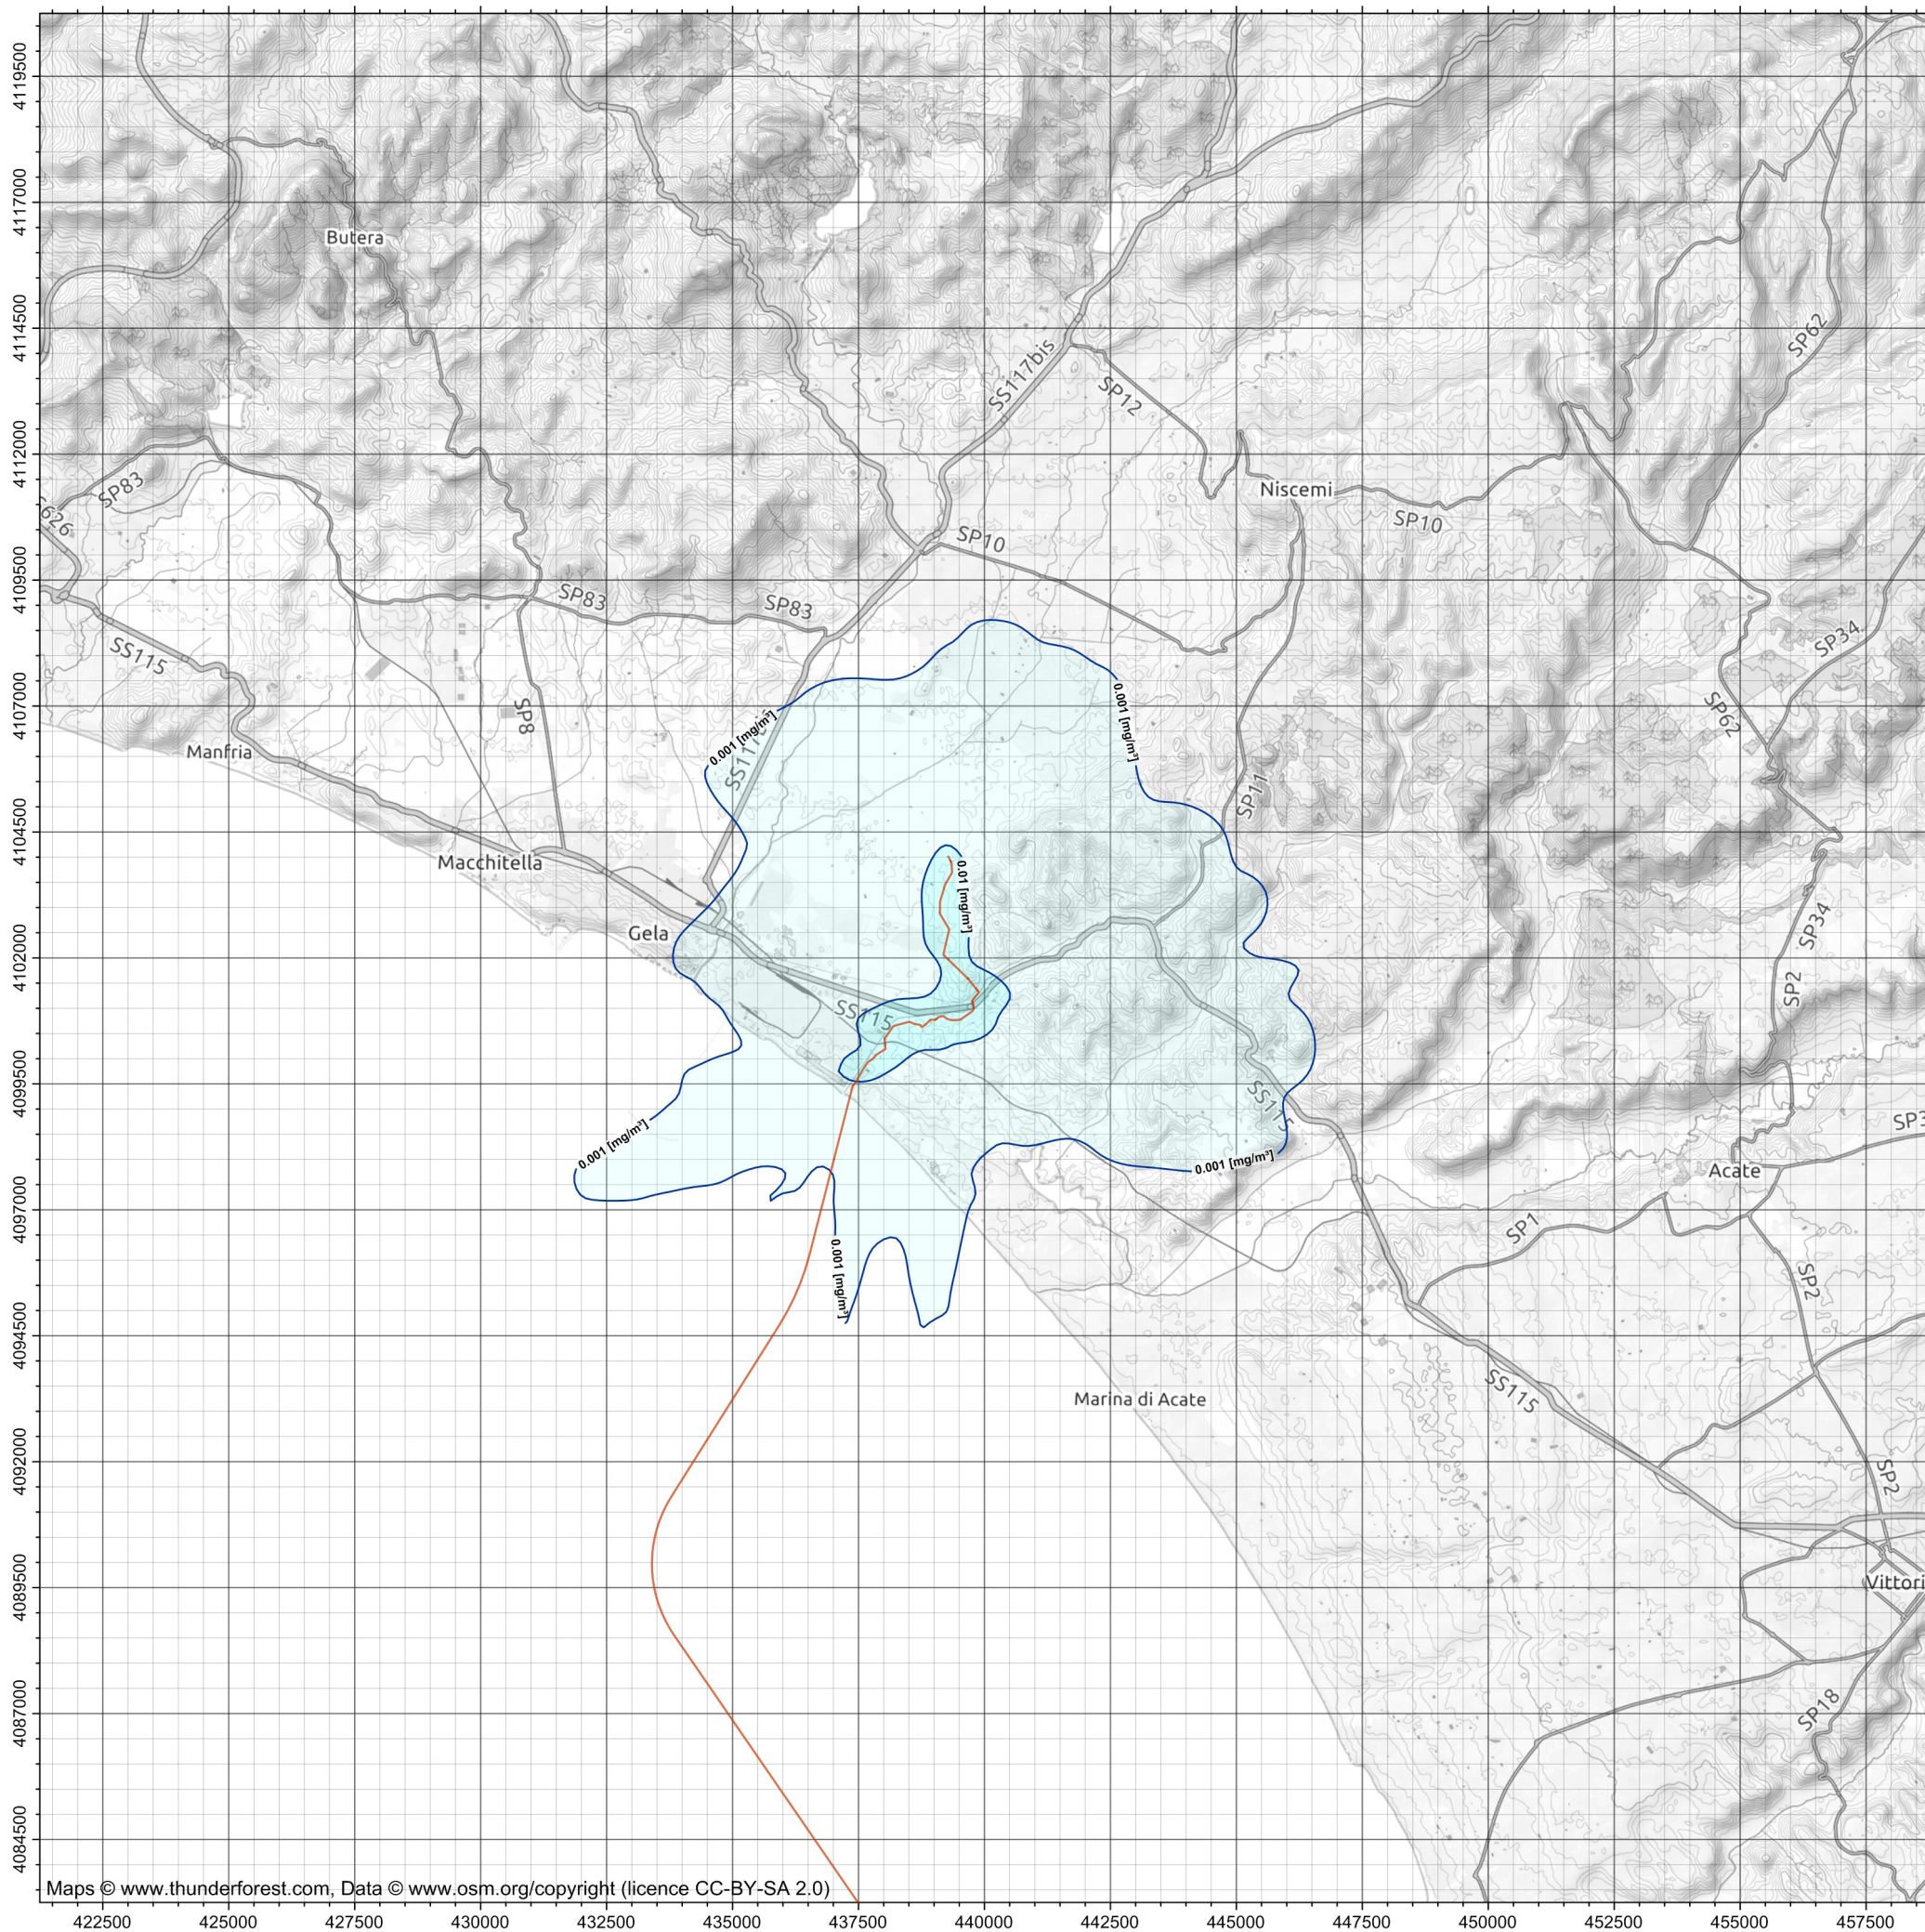 4119500
4117000
Butera
4114500
SP62
SS117bis
SP12
4112000
SP83
Niscemi
SP10
626
SP10
4109500
SP83
SP83
SS115
SP34
0.001 [mg/m³]
4107000
SP8
0.001 [mg/m³]
SP62
Manfria
SP11
4104500
Macchitella
0.01 [mg/m³]
Gela
SP34
4102000
SP2
SS115
4099500
SS115
SP3
0.001 [mg/m³]
0.001 [mg/m³]
Acate
4097000
SP1
0.001 [mg/m³]
SP2
4094500
SS115
Marina di Acate
4092000
SP2
4089500
Vittori
4087000
SP18
4084500
Maps © www.thunderforest.com, Data © www.osm.org/copyright (licence CC-BY-SA 2.0)
422500 425000 427500 430000 432500 435000 437500 440000 442500 445000 447500 450000 452500 455000 457500